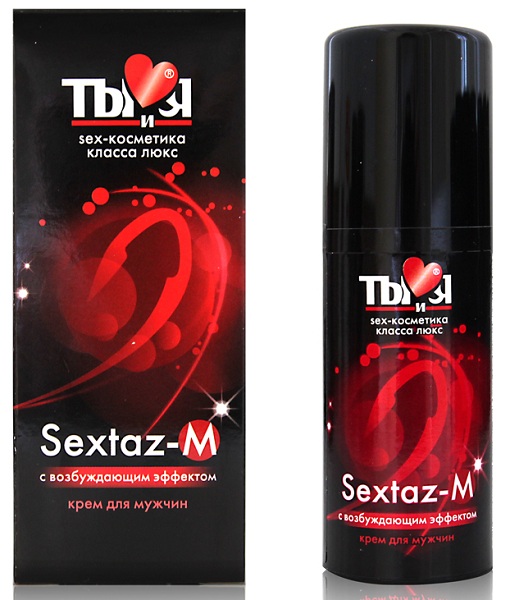 ТЫ Я
®
и
sex-косметика
класса люкс
Sextaz-M
с возбуждающим эффектом
крем для мужчин
ТЫ Я
®
и
sex-косметика
класса люкс
Sextaz-M
с возбуждающим эффектом
крем для мужчин